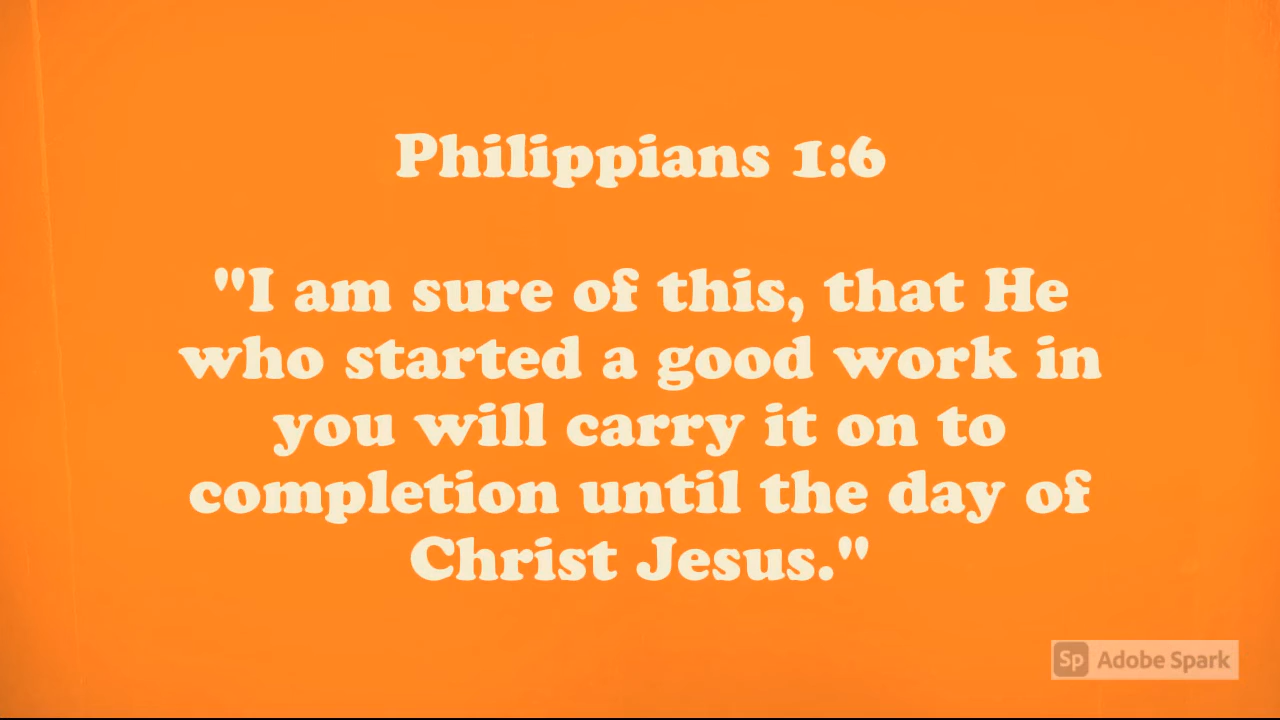 Philippians 1:6
"I am sure of this, that He
who started a good work in
you will carry it on to
completion until the day of
Christ Jesus."
Sp Adobe Spark